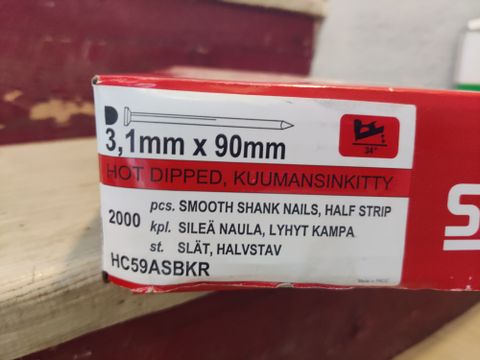 3,1mm x 90mm
34°
HOT DIPPED, KUUMANSINKITTY
2000
pcs. SMOOTH SHANK NAILS, HALF STRIP
kpl. SILEÄ NAULA, LYHYT KAMPA
st. SLÄT, HALVSTAV
HC59ASBKR
S